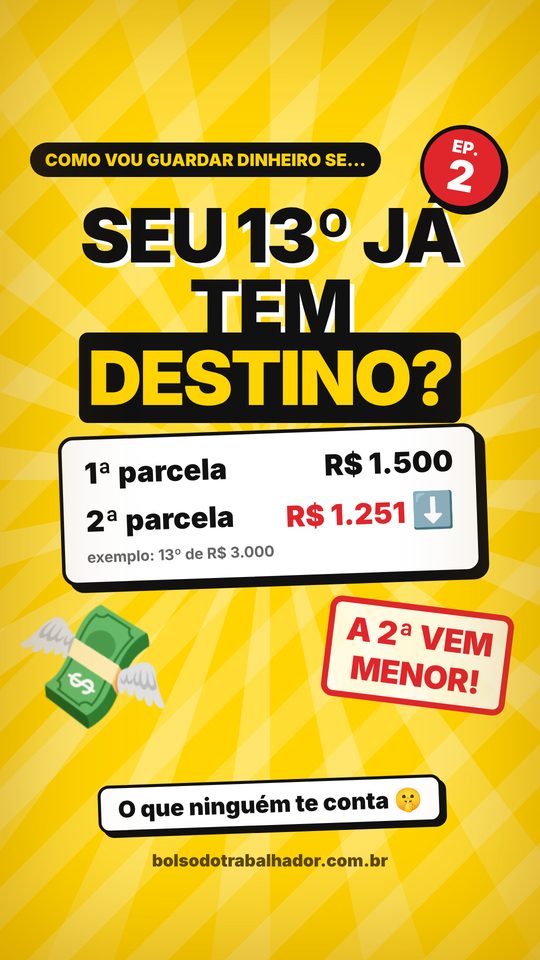 COMO VOU GUARDAR DINHEIRO SE...
EP.
2
SEU 13º JÁ
TEM
DESTINO?
1ª parcela R$ 1.500
2ª parcela R$ 1.251 ⬇️
exemplo: 13º de R$ 3.000
A 2ª VEM
MENOR!
O que ninguém te conta 🤫
bolsodotrabalhador.com.br